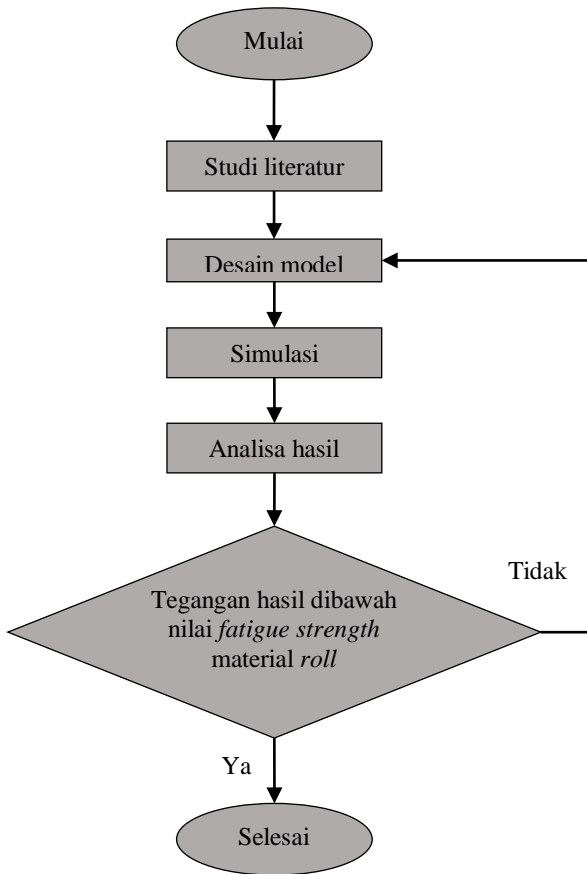 Mulai
Studi literatur
Desain model
Simulasi
Analisa hasil
Tegangan hasil dibawah
nilai fatigue strength
material roll
Tidak
Ya
Selesai